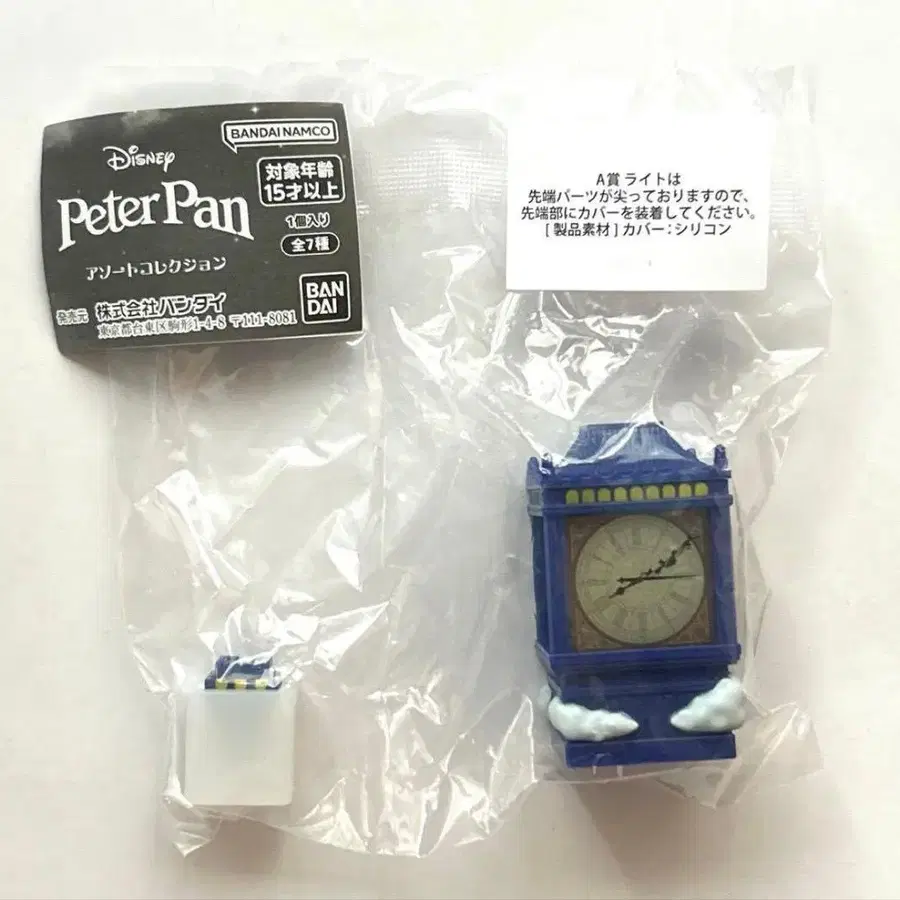 BANDAI NAMCO
Disney
Peter Pan
アソートコレクション
対象年齢
15才以上
1個入り
全7種
BAN
DAI
発売元 株式会社バンダイ
東京都台東区駒形1-4-8 〒111-8081
A賞 ライトは
先端パーツが尖っておりますので、
先端部にカバーを装着してください。
[ 製品素材 ] カバー：シリコン